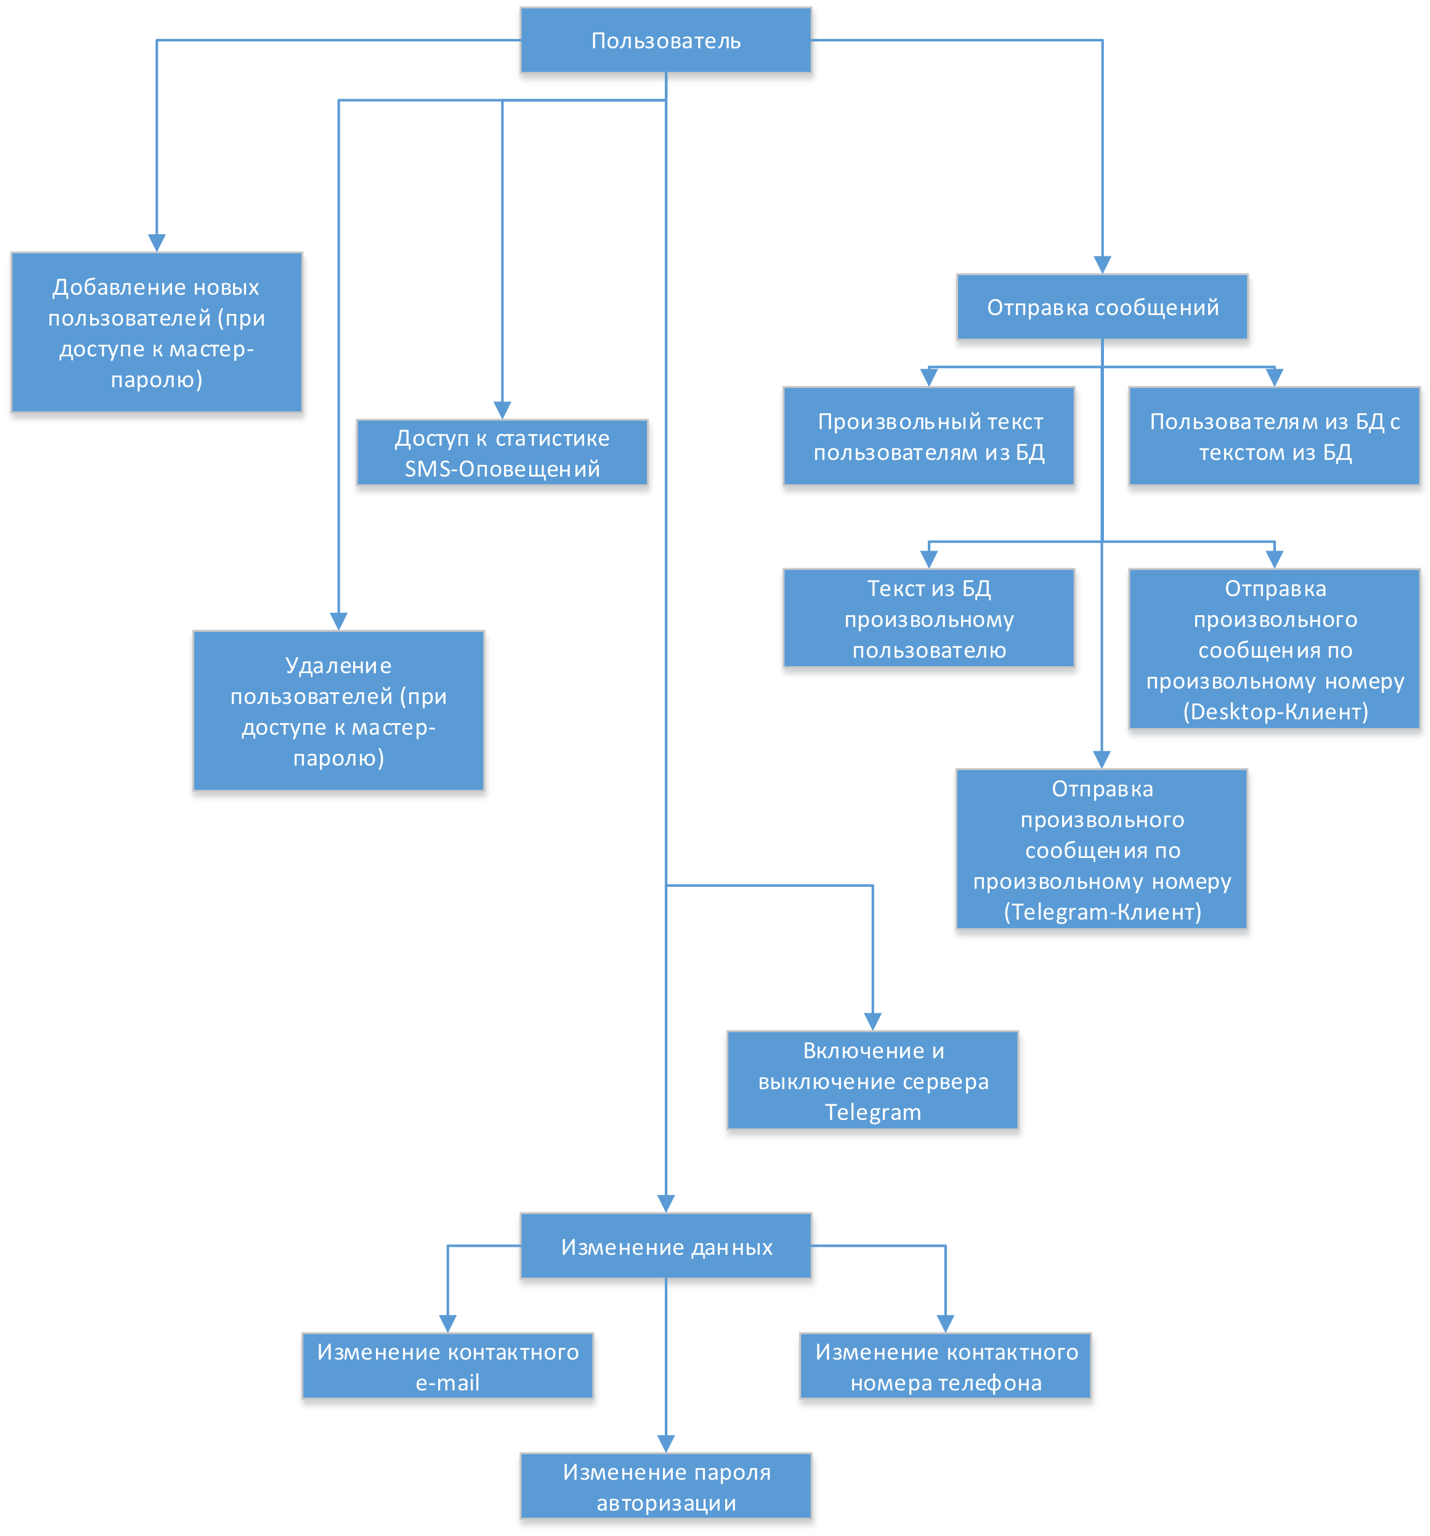 Пользователь
Добавление новых
пользователей (при
доступе к мастер-
паролю)
Отправка сообщений
Доступ к статистике
SMS-Оповещений
Произвольный текст
пользователям из БД
Пользователям из БД с
текстом из БД
Удаление
пользователей (при
доступе к мастер-
паролю)
Текст из БД
произвольному
пользователю
Отправка
произвольного
сообщения по
произвольному номеру
(Desktop-Клиент)
Отправка
произвольного
сообщения по
произвольному номеру
(Telegram-Клиент)
Включение и
выключение сервера
Telegram
Изменение данных
Изменение контактного
e-mail
Изменение контактного
номера телефона
Изменение пароля
авторизации